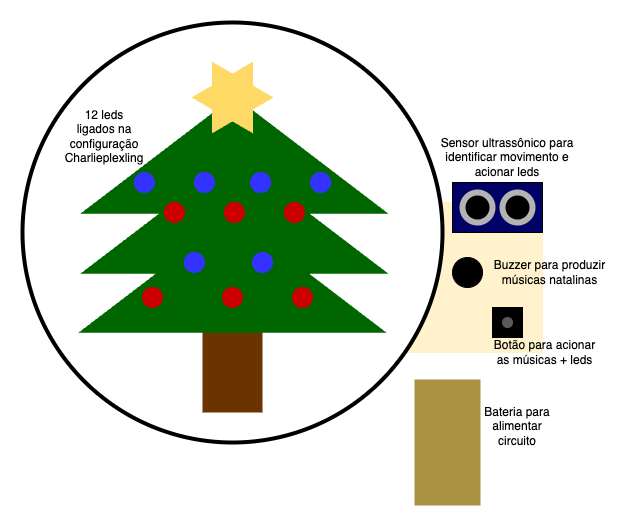 12 leds
ligados na
configuração
Charlieplexling
Sensor ultrassônico para
identificar movimento e
acionar leds
Buzzer para produzir
músicas natalinas
Botão para acionar
as músicas + leds
Bateria para
alimentar
circuito